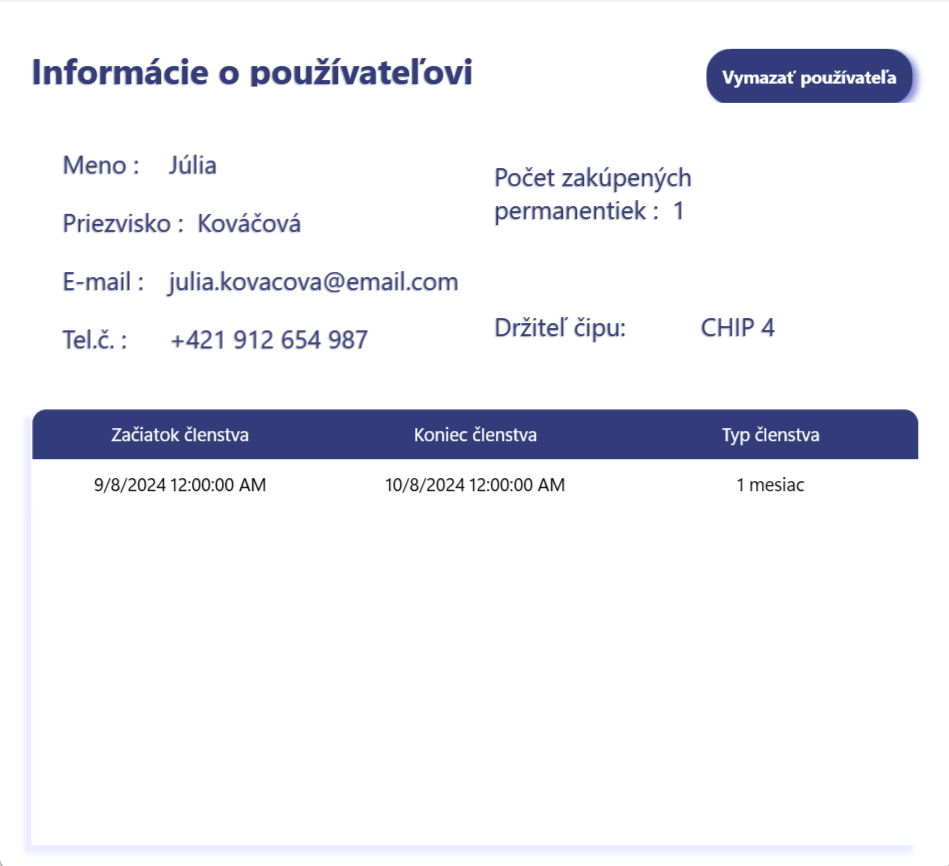 Informácie o používateľovi
Vymazať používateľa
Meno : Júlia
Priezvisko : Kováčová
E-mail : julia.kovacova@email.com
Tel.č. : +421 912 654 987
Počet zakúpených
permanentiek : 1
Držiteľ čipu: CHIP 4
Začiatok členstva Koniec členstva Typ členstva
9/8/2024 12:00:00 AM 10/8/2024 12:00:00 AM 1 mesiac